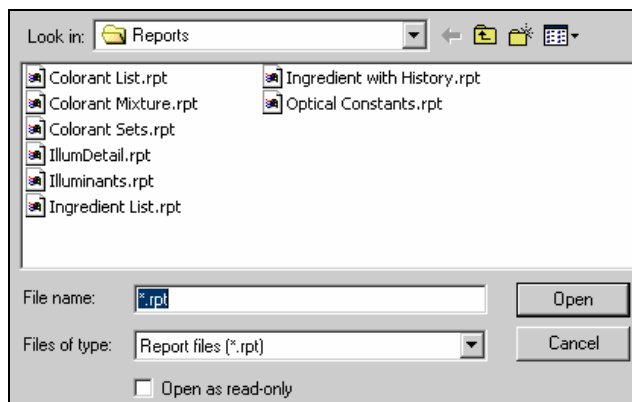 Look in: Reports
Colorant List.rpt
Colorant Mixture.rpt
Colorant Sets.rpt
IllumDetail.rpt
Illuminants.rpt
Ingredient List.rpt
Ingredient with History.rpt
Optical Constants.rpt
File name: *.rpt Open
Files of type: Report files (*.rpt) Cancel
Open as read-only